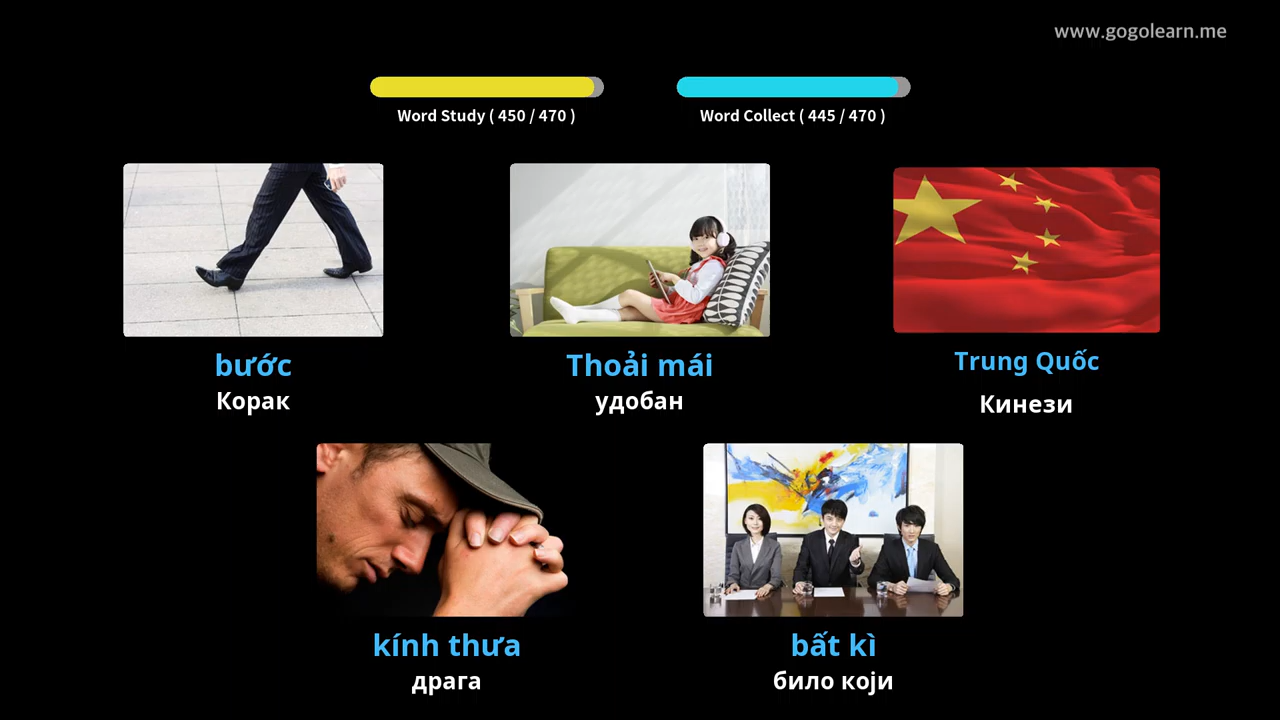 www.gogolearn.me
Word Study ( 450 / 470 )
Word Collect ( 445 / 470 )
bước
Корак
Thoải mái
удобан
Trung Quốc
Кинези
kính thưa
драга
bất kì
било који